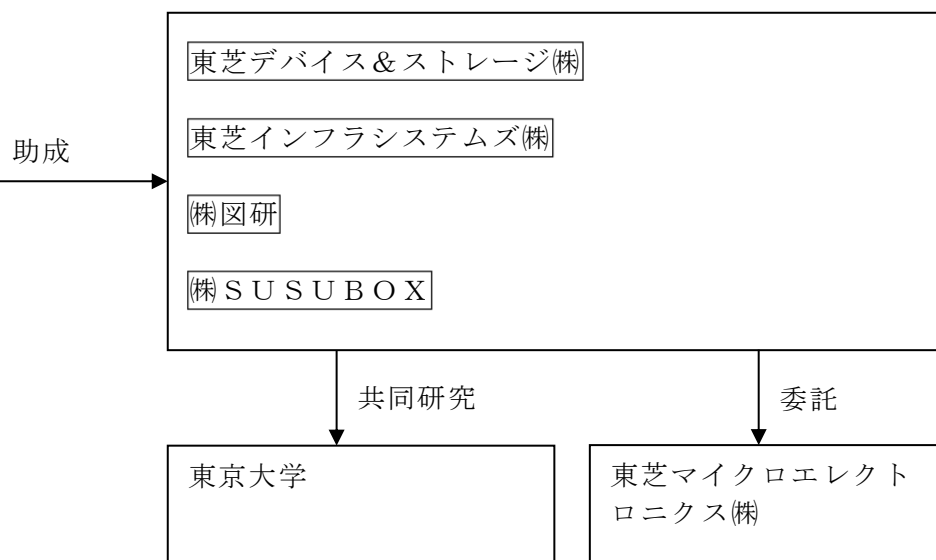 東芝デバイス&ストレージ㈱
東芝インフラシステムズ㈱
助成
㈱図研
㈱SUSUBOX
共同研究
委託
東京大学
東芝マイクロエレクト
ロニクス㈱